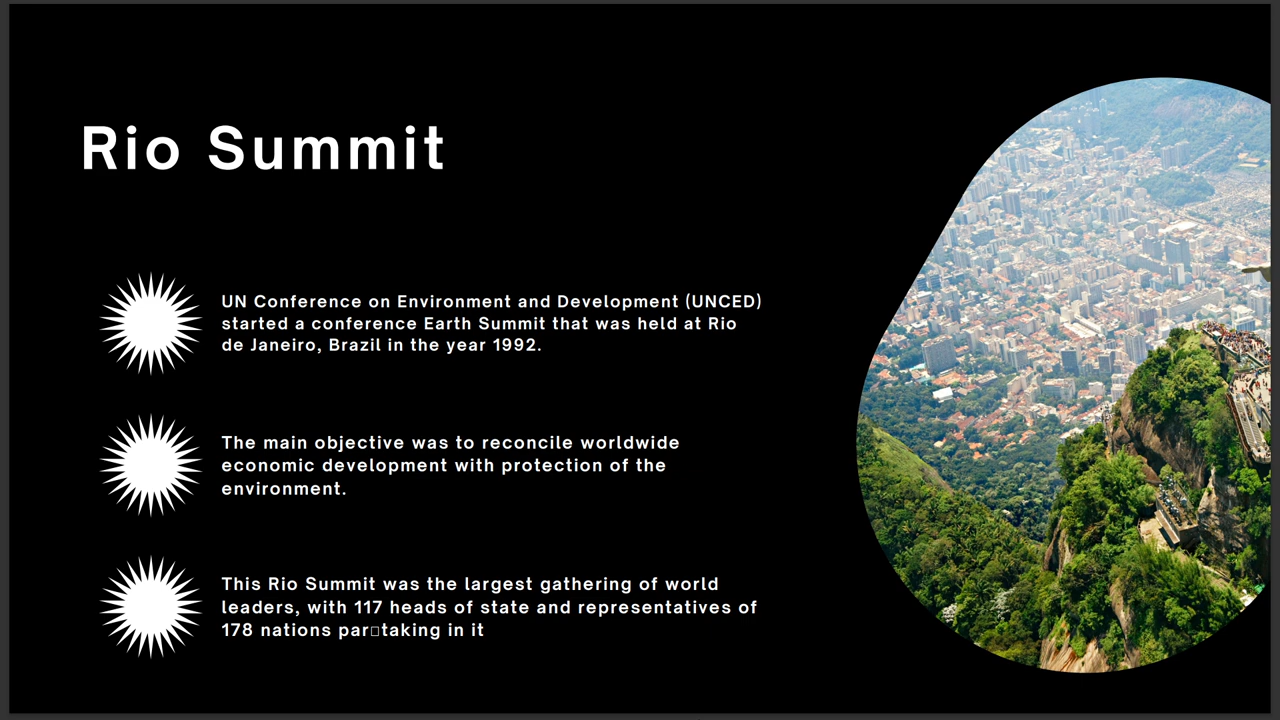 Rio Summit
UN Conference on Environment and Development (UNCED)
started a conference Earth Summit that was held at Rio
de Janeiro, Brazil in the year 1992.
The main objective was to reconcile worldwide
economic development with protection of the
environment.
This Rio Summit was the largest gathering of world
leaders, with 117 heads of state and representatives of
178 nations par□taking in it